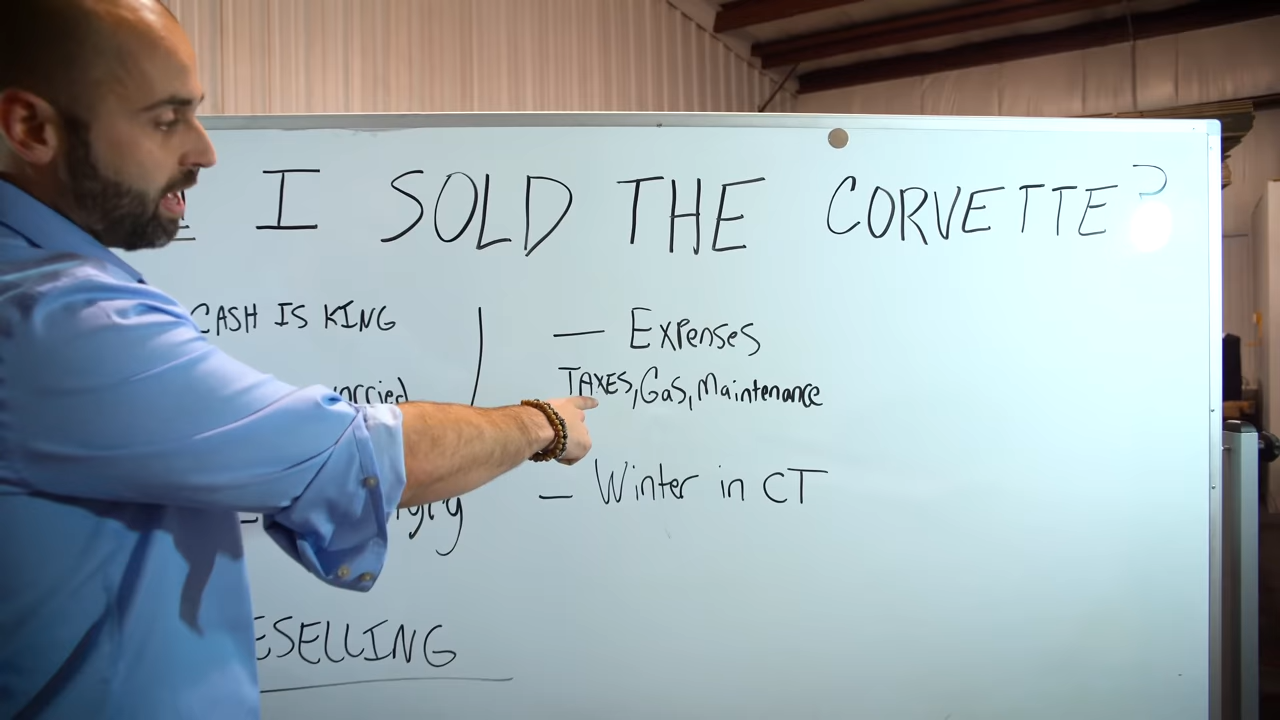 I SOLD THE CORVETTE?
CASH IS KING
— Expenses
TAXES, Gas, Maintenance
— Winter in CT
ESELLING